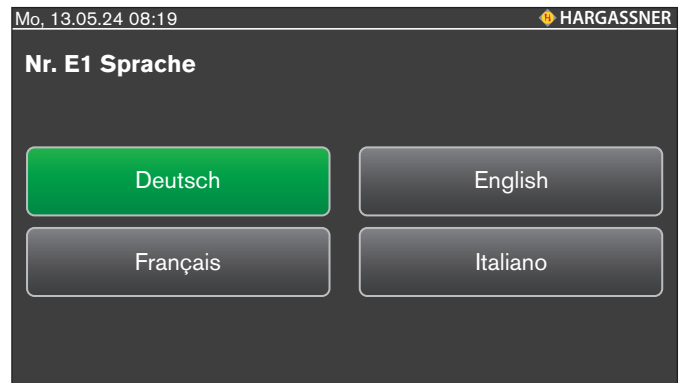 Mo, 13.05.24 08:19 HARGASSNER
Nr. E1 Sprache
Deutsch English
Français Italiano